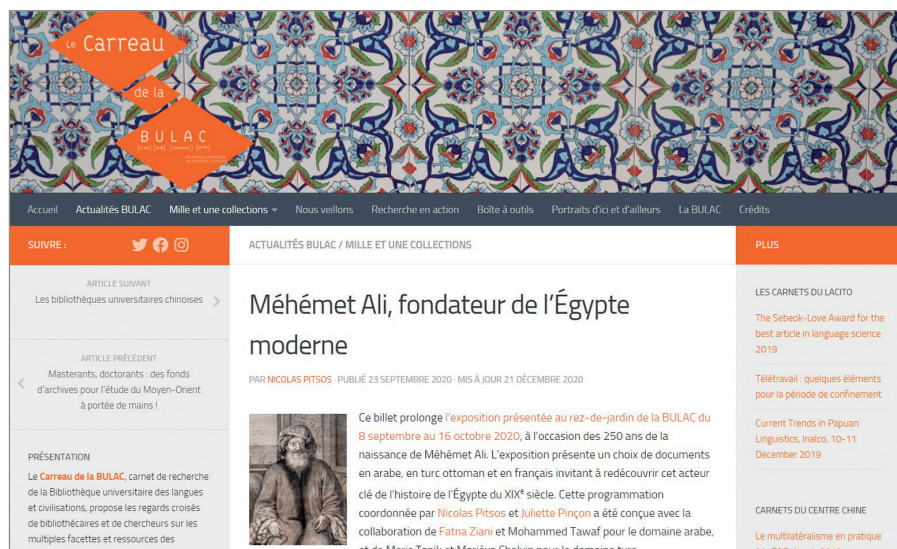 Le Carreau
de la
BULAC
Accueil Actualités BULAC Mille et une collections Nous veillons Recherche en action Boîte à outils Portraits d'ici et d'ailleurs La BULAC Crédits
SUIVRE :
ARTICLE SUIVANT
Les bibliothèques universitaires chinoises
ARTICLE PRÉCÉDENT
Masterants, doctorants : des fonds
d'archives pour l'étude du Moyen-Orient
à portée de mains !
PRÉSENTATION
Le Carreau de la BULAC, carnet de recherche
de la Bibliothèque universitaire des langues
et civilisations, propose les regards croisés
de bibliothécaires et de chercheurs sur les
multiples facettes et ressources des
ACTUALITÉS BULAC / MILLE ET UNE COLLECTIONS
Méhémet Ali, fondateur de l'Égypte
moderne
PAR NICOLAS PITSOS · PUBLIÉ 23 SEPTEMBRE 2020 · MIS À JOUR 21 DÉCEMBRE 2020
Ce billet prolonge l'exposition présentée au rez-de-jardin de la BULAC du
8 septembre au 16 octobre 2020, à l'occasion des 250 ans de la
naissance de Méhémet Ali. L'exposition présente un choix de documents
en arabe, en turc ottoman et en français invitant à redécouvrir cet acteur
clé de l'histoire de l'Égypte du XIXe siècle. Cette programmation
coordonnée par Nicolas Pitsos et Juliette Pinçon a été conçue avec la
collaboration de Fatna Ziani et Mohammed Tawaf pour le domaine arabe,
PLUS
LES CARNETS DU LACITO
The Sebeok-Love Award for the
best article in language science
2019
Télétravail : quelques éléments
pour la période de confinement
Current Trends in Papuan
Linguistics, Inalco, 10-11
December 2019
CARNETS DU CENTRE CHINE
Le multilatéralisme en pratique